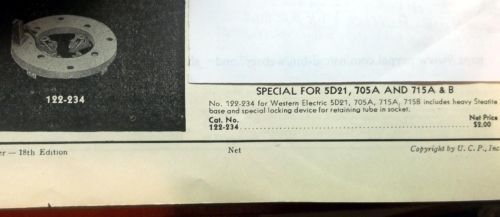 122-234
SPECIAL FOR 5D21, 705A AND 715A & B
No. 122-234 for Western Electric 5D21, 705A, 715A, 715B includes heavy Steatite
base and special locking device for retaining tube in socket.
Cat. No. Net Price
122-234 $2.00
er — 18th Edition Net Copyright by U. C. P., Inc